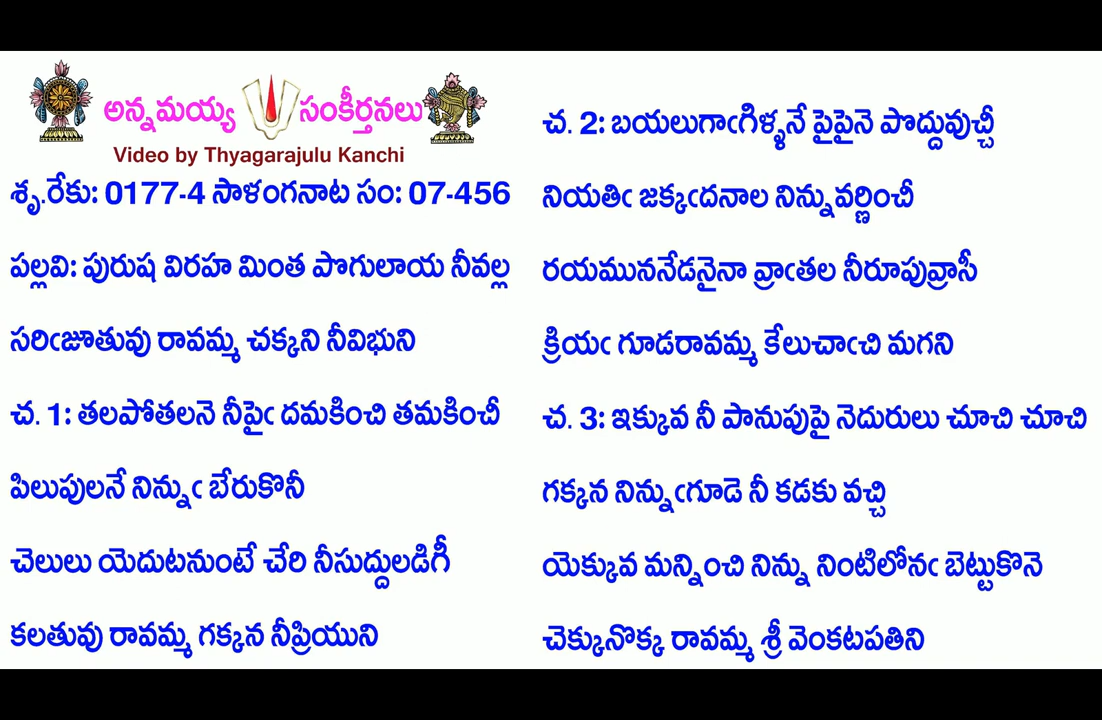 అన్నమయ్య సంకీర్తనలు
Video by Thyagarajulu Kanchi
శృ.రేకు: 0177-4 సాళంగనాట సం: 07-456
పల్లవి: పురుష విరహ మింత పొగులాయ నీవల్ల
సరిఁజూతువు రావమ్మ చక్కని నీవిభుని
చ. 1: తలపోతలనె నీపైఁ దమకించి తమకించీ
పిలుపులనే నిన్నుఁ బేరుకొనీ
చెలులు యెదుటనుంటే చేరి నీసుద్దులడిగీ
కలతువు రావమ్మ గక్కన నీప్రియుని
చ. 2: బయలుగాఁగిళ్ళనే పైపైనె పొద్దువుచ్చీ
నియతిఁ జక్కఁదనాల నిన్నువర్ణించీ
రయముననేడనైనా వ్రాఁతల నీరూపువ్రాసీ
క్రియఁ గూడరావమ్మ కేలుచాఁచి మగని
చ. 3: ఇక్కువ నీ పానుపుపై నెదురులు చూచి చూచి
గక్కన నిన్నుఁగూడె నీ కడకు వచ్చి
యెక్కువ మన్నించి నిన్ను నింటిలోనఁ బెట్టుకొనె
చెక్కునొక్క రావమ్మ శ్రీ వెంకటపతిని